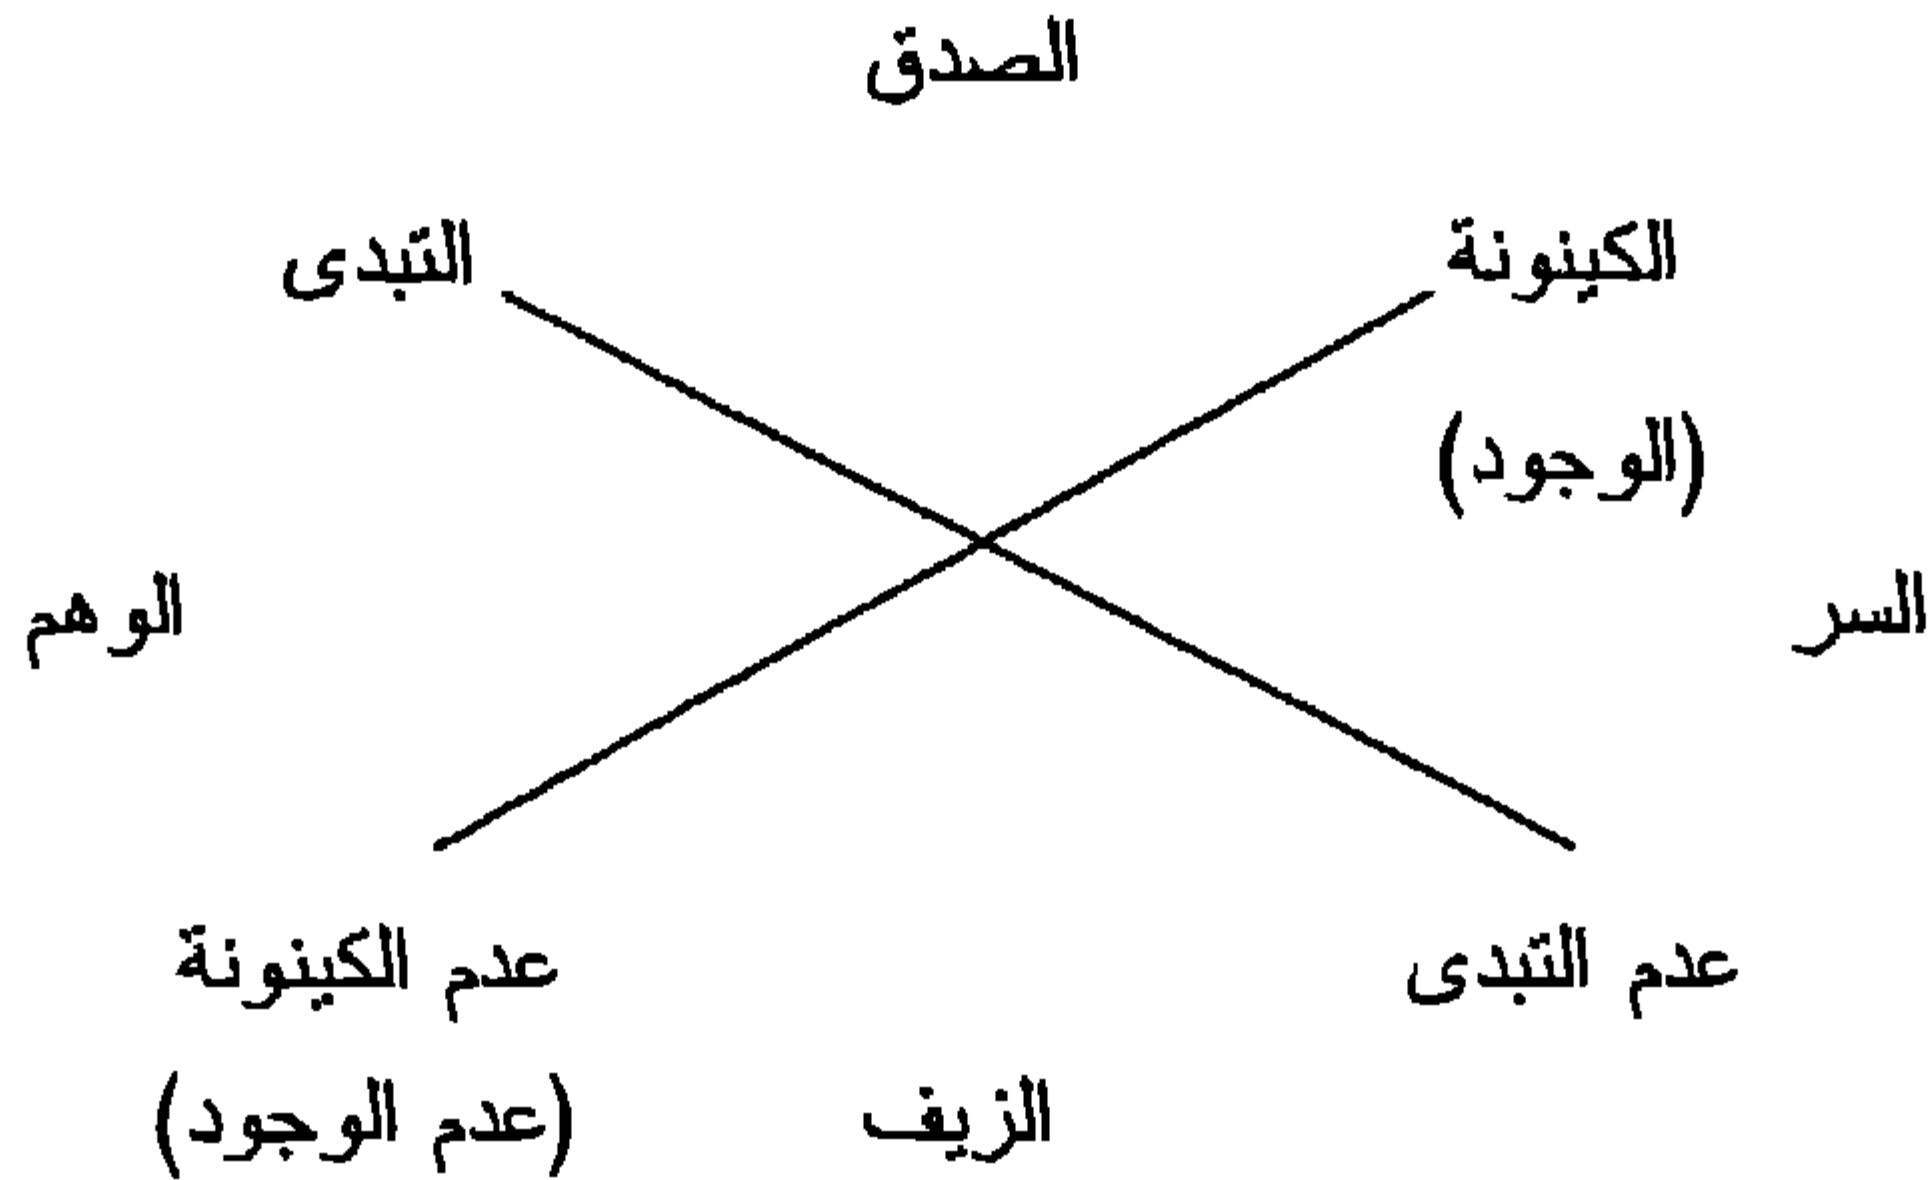 الصدق
الكينونة
التبدى
(الوجود)
السر
الوهم
عدم التبدى
عدم الكينونة
الزيف
(عدم الوجود)